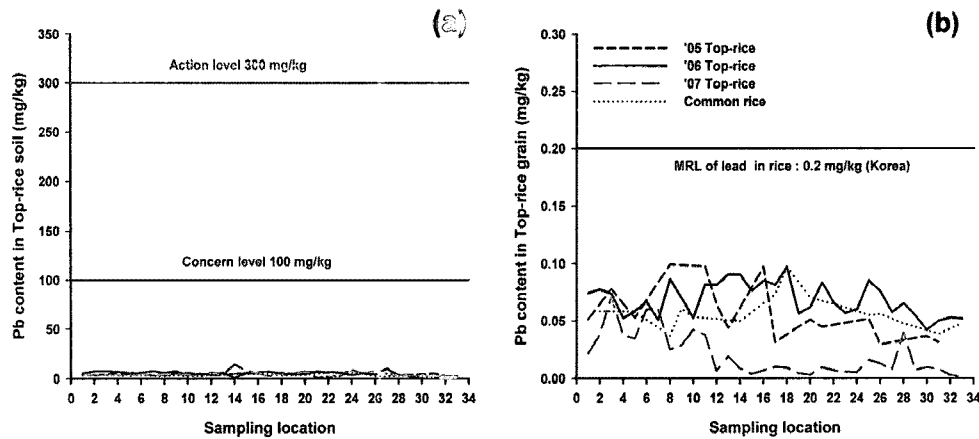 (a)
350
300
250
200
150
100
50
0
Action level 300 mg/kg
Concern level 100 mg/kg
Pb content in Top-rice soil (mg/kg)
0 2 4 6 8 10 12 14 16 18 20 22 24 26 28 30 32 34
Sampling location
(b)
0.30
0.25
0.20
0.15
0.10
0.05
0.00
'05 Top-rice
'06 Top-rice
'07 Top-rice
Common rice
MRL of lead in rice : 0.2 mg/kg (Korea)
Pb content in Top-rice grain (mg/kg)
0 2 4 6 8 10 12 14 16 18 20 22 24 26 28 30 32 34
Sampling location